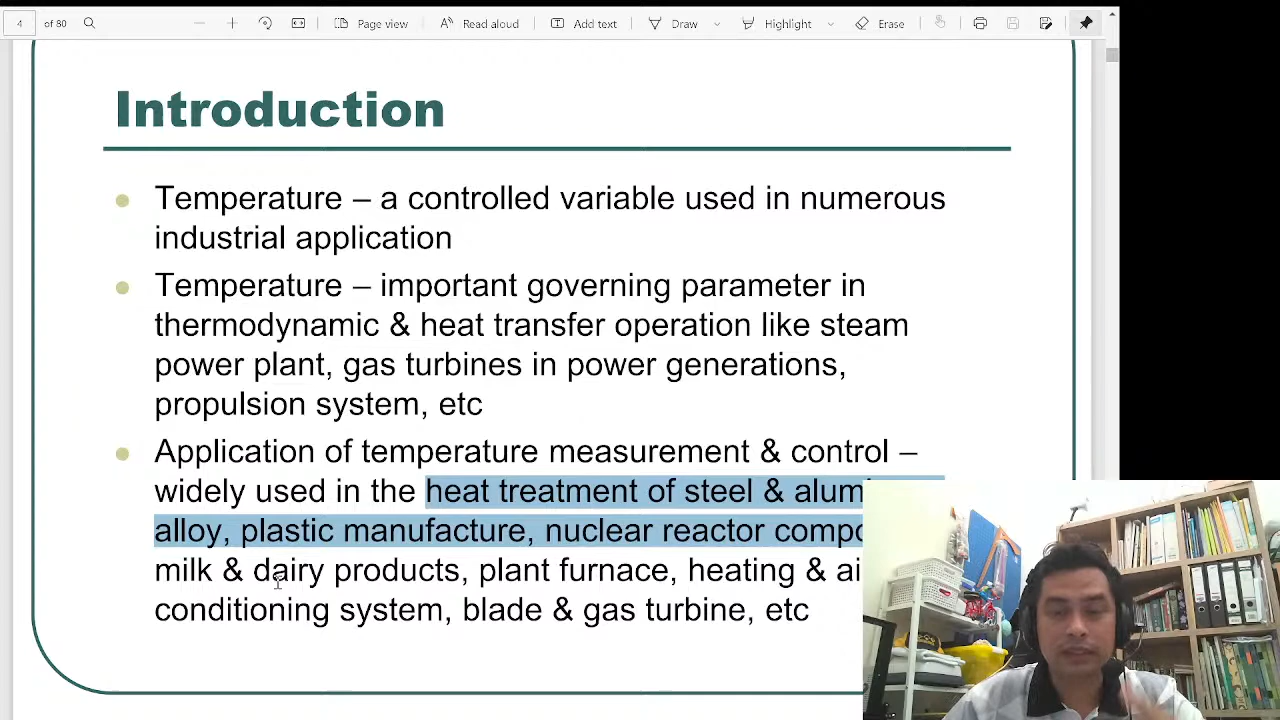 4 of 80 Page view Read aloud Add text Draw Highlight Erase
Introduction
Temperature – a controlled variable used in numerous
industrial application
Temperature – important governing parameter in
thermodynamic & heat transfer operation like steam
power plant, gas turbines in power generations,
propulsion system, etc
Application of temperature measurement & control –
widely used in the heat treatment of steel &
alloy, plastic manufacture, nuclear reactor
milk & dairy products, plant furnace, heating &
conditioning system, blade & gas turbine, etc